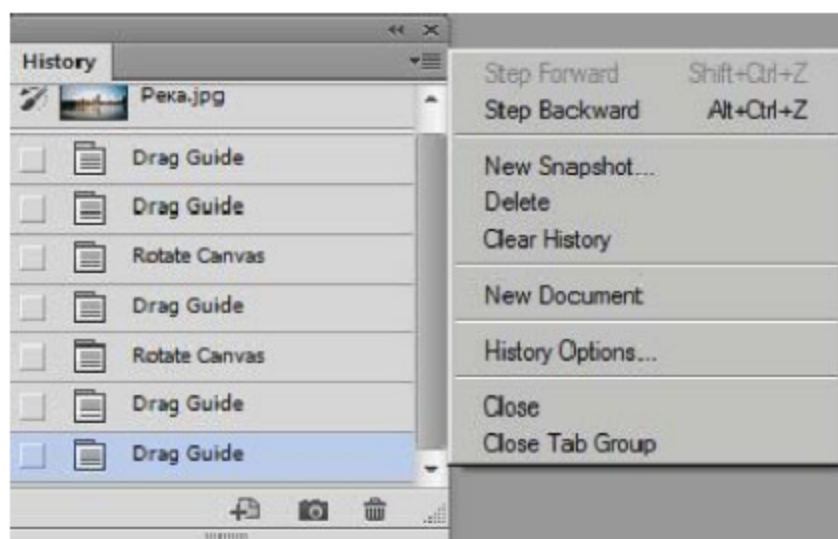 History
Река.jpg
Drag Guide
Drag Guide
Rotate Canvas
Drag Guide
Rotate Canvas
Drag Guide
Drag Guide
Step Forward Shift+Ctrl+Z
Step Backward Alt+Ctrl+Z
New Snapshot...
Delete
Clear History
New Document
History Options...
Close
Close Tab Group